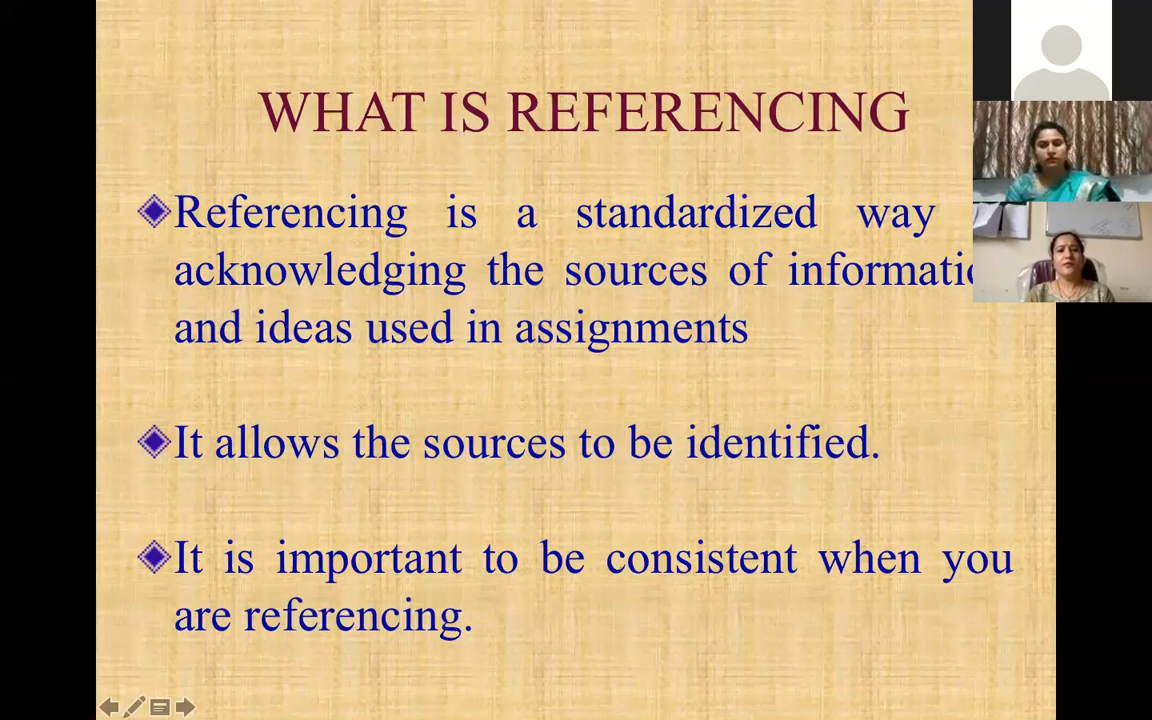 WHAT IS REFERENCING
Referencing is a standardized way
acknowledging the sources of
and ideas used in assignments
It allows the sources to be identified.
It is important to be consistent when you
are referencing.